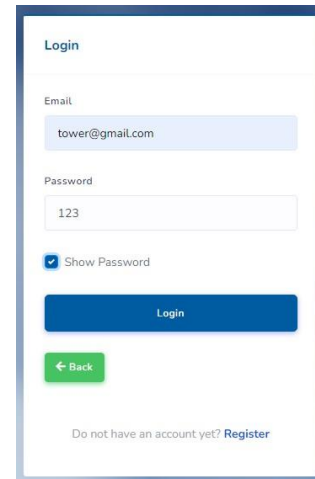 Login
Email
tower@gmail.com
Password
123
Show Password
Login
← Back
Do not have an account yet? Register